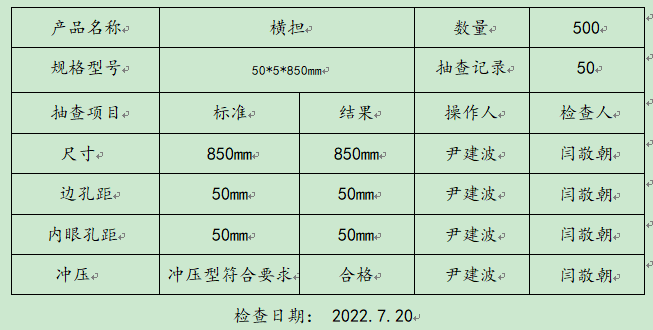 产品名称 横担 数量 500
规格型号 50*5*850mm 抽查记录 50
抽查项目 标准 结果 操作人 检查人
尺寸 850mm 850mm 尹建波 闫敬朝
边孔距 50mm 50mm 尹建波 闫敬朝
内眼孔距 50mm 50mm 尹建波 闫敬朝
冲压 冲压型符合要求 合格 尹建波 闫敬朝
检查日期： 2022.7.20